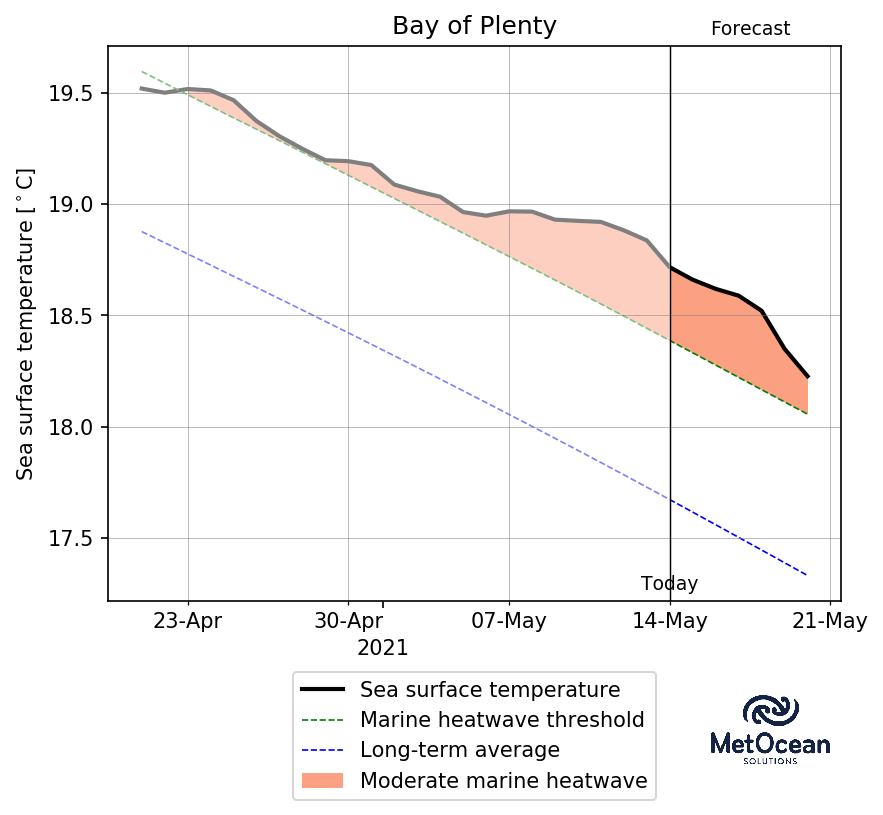 Bay of Plenty
Forecast
Sea surface temperature [°C]
19.5
19.0
18.5
18.0
17.5
Today
23-Apr 30-Apr 07-May 14-May 21-May
2021
Sea surface temperature
Marine heatwave threshold
Long-term average
Moderate marine heatwave
MetOcean
SOLUTIONS